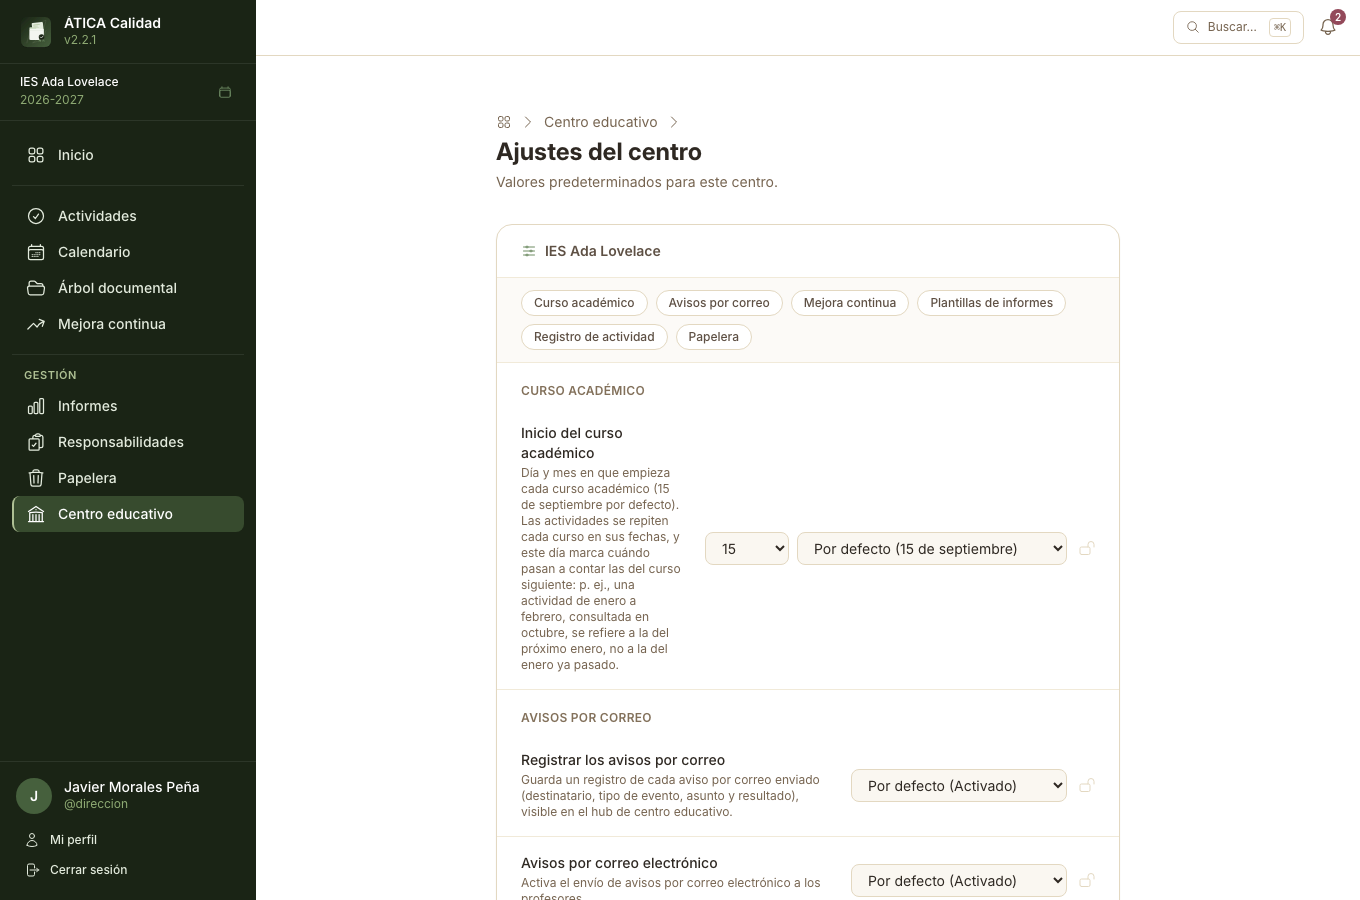 ÁTICA Calidad
v2.2.1
IES Ada Lovelace
2026-2027
Inicio
Actividades
Calendario
Árbol documental
Mejora continua
GESTIÓN
Informes
Responsabilidades
Papelera
Centro educativo
J
Javier Morales Peña
@direccion
Mi perfil
Cerrar sesión
Buscar... ⌘K
2
Centro educativo
Ajustes del centro
Valores predeterminados para este centro.
IES Ada Lovelace
Curso académico Avisos por correo Mejora continua Plantillas de informes
Registro de actividad Papelera
CURSO ACADÉMICO
Inicio del curso
académico
Día y mes en que empieza
cada curso académico (15
de septiembre por defecto).
Las actividades se repiten
cada curso en sus fechas, y
este día marca cuándo
pasan a contar las del curso
siguiente: p. ej., una
actividad de enero a
febrero, consultada en
octubre, se refiere a la del
próximo enero, no a la del
enero ya pasado.
15 Por defecto (15 de septiembre)
AVISOS POR CORREO
Registrar los avisos por correo
Guarda un registro de cada aviso por correo enviado
(destinatario, tipo de evento, asunto y resultado),
visible en el hub de centro educativo.
Por defecto (Activado)
Avisos por correo electrónico
Activa el envío de avisos por correo electrónico a los
profesores.
Por defecto (Activado)